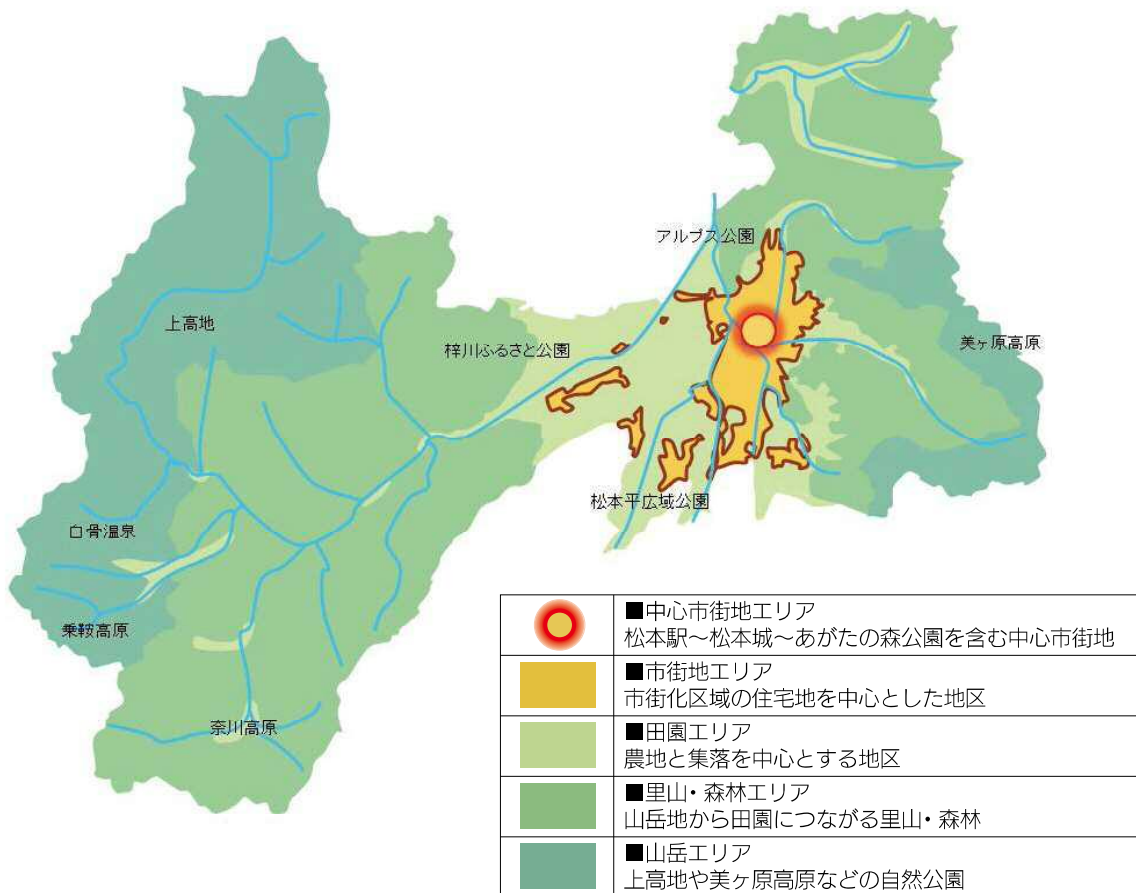 アルプス公園
上高地
梓川ふるさと公園
美ヶ原高原
松本平広域公園
白骨温泉
乗鞍高原
奈川高原
■中心市街地エリア
松本駅～松本城～あがたの森公園を含む中心市街地
■市街地エリア
市街化区域の住宅地を中心とした地区
■田園エリア
農地と集落を中心とする地区
■里山・森林エリア
山岳地から田園につながる里山・森林
■山岳エリア
上高地や美ヶ原高原などの自然公園